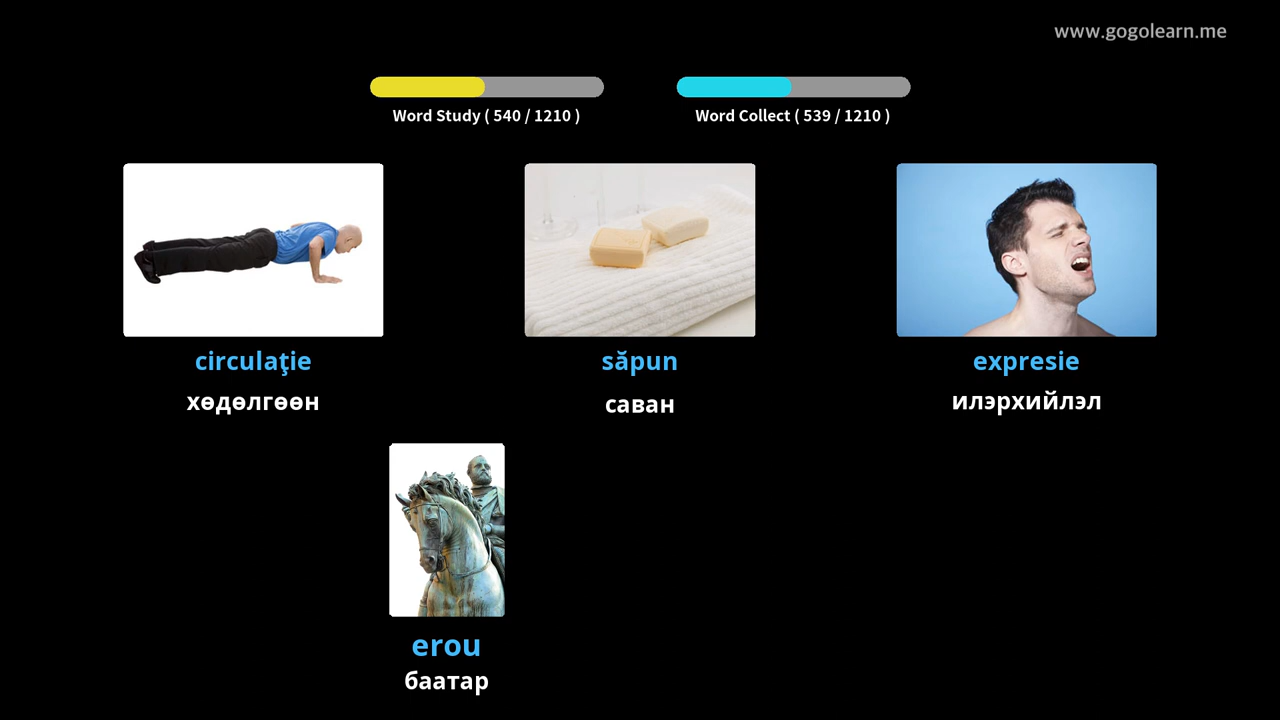 www.gogolearn.me
Word Study ( 540 / 1210 )
Word Collect ( 539 / 1210 )
circulaţie
săpun
expresie
хөдөлгөөн
саван
илэрхийлэл
erou
баатар